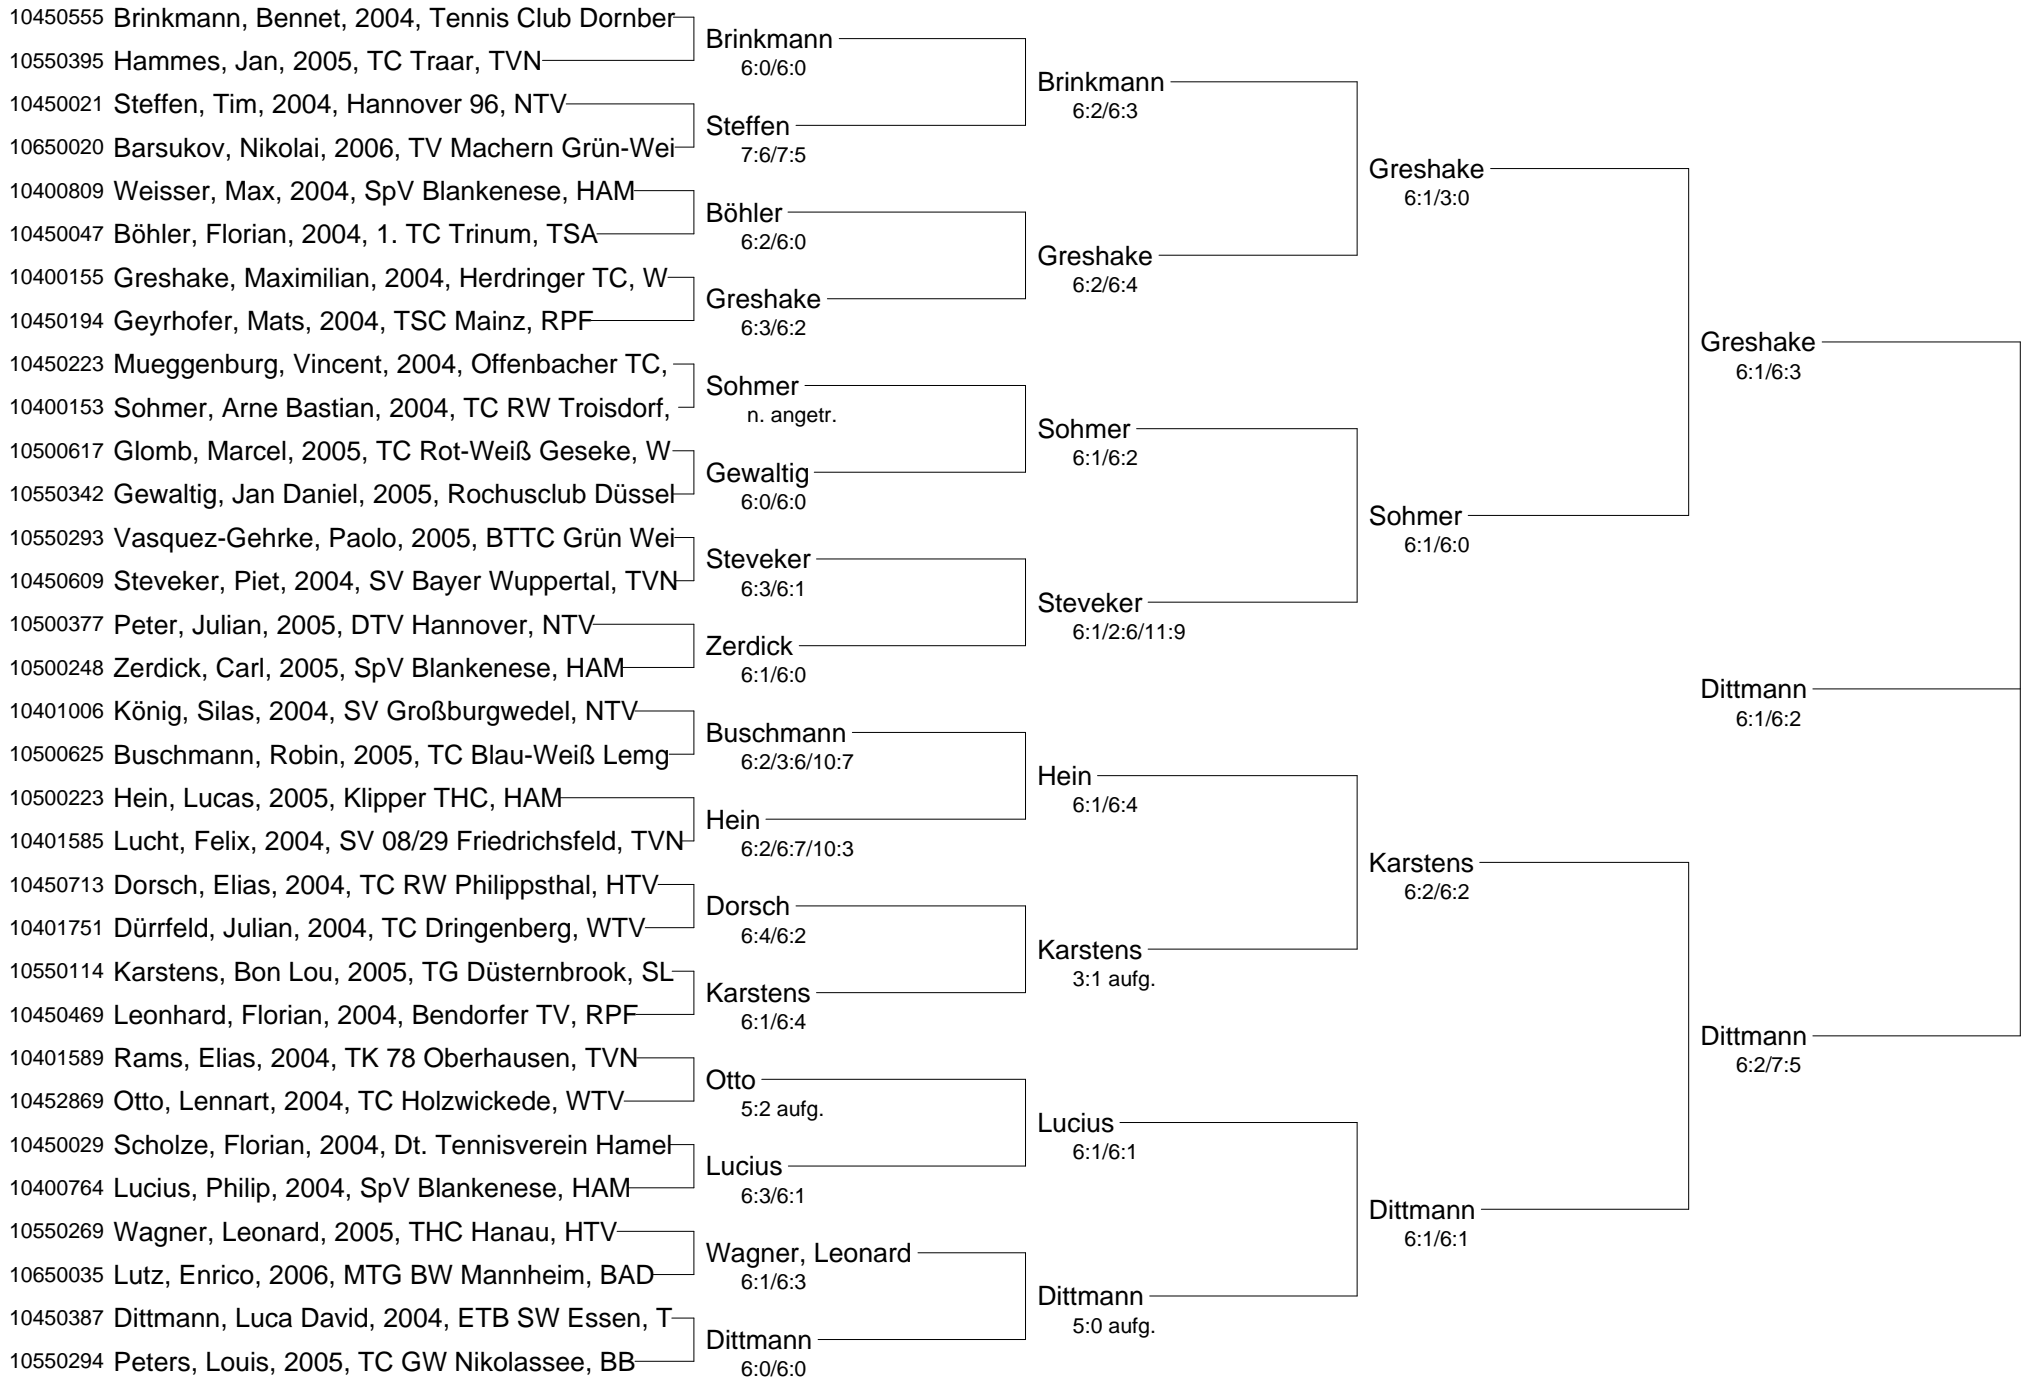 10450555 Brinkmann, Bennet, 2004, Tennis Club Dornber
10550395 Hammes, Jan, 2005, TC Traar, TVN
10450021 Steffen, Tim, 2004, Hannover 96, NTV
10650020 Barsukov, Nikolai, 2006, TV Machern Grün-Wei
10400809 Weisser, Max, 2004, SpV Blankenese, HAM
10450047 Böhler, Florian, 2004, 1. TC Trinum, TSA
10400155 Greshake, Maximilian, 2004, Herdringer TC, W
10450194 Geyrhofer, Mats, 2004, TSC Mainz, RPF
10450223 Mueggenburg, Vincent, 2004, Offenbacher TC,
10400153 Sohmer, Arne Bastian, 2004, TC RW Troisdorf,
10500617 Glomb, Marcel, 2005, TC Rot-Weiß Geseke, W
10550342 Gewaltig, Jan Daniel, 2005, Rochusclub Düssel
10550293 Vasquez-Gehrke, Paolo, 2005, BTTC Grün Wei
10450609 Steveker, Piet, 2004, SV Bayer Wuppertal, TVN
10500377 Peter, Julian, 2005, DTV Hannover, NTV
10500248 Zerdick, Carl, 2005, SpV Blankenese, HAM
10401006 König, Silas, 2004, SV Großburgwedel, NTV
10500625 Buschmann, Robin, 2005, TC Blau-Weiß Lemg
10500223 Hein, Lucas, 2005, Klipper THC, HAM
10401585 Lucht, Felix, 2004, SV 08/29 Friedrichsfeld, TVN
10450713 Dorsch, Elias, 2004, TC RW Philippsthal, HTV
10401751 Dürrfeld, Julian, 2004, TC Dringenberg, WTV
10550114 Karstens, Bon Lou, 2005, TG Düsternbrook, SL
10450469 Leonhard, Florian, 2004, Bendorfer TV, RPF
10401589 Rams, Elias, 2004, TK 78 Oberhausen, TVN
10452869 Otto, Lennart, 2004, TC Holzwickede, WTV
10450029 Scholze, Florian, 2004, Dt. Tennisverein Hamel
10400764 Lucius, Philip, 2004, SpV Blankenese, HAM
10550269 Wagner, Leonard, 2005, THC Hanau, HTV
10650035 Lutz, Enrico, 2006, MTG BW Mannheim, BAD
10450387 Dittmann, Luca David, 2004, ETB SW Essen, T
10550294 Peters, Louis, 2005, TC GW Nikolassee, BB
Brinkmann
6:0/6:0
Steffen
7:6/7:5
Böhler
6:2/6:0
Greshake
6:3/6:2
Sohmer
n. angetr.
Gewaltig
6:0/6:0
Steveker
6:3/6:1
Zerdick
6:1/6:0
Buschmann
6:2/3:6/10:7
Hein
6:2/6:7/10:3
Dorsch
6:4/6:2
Karstens
6:1/6:4
Otto
5:2 aufg.
Lucius
6:3/6:1
Wagner, Leonard
6:1/6:3
Dittmann
6:0/6:0
Brinkmann
6:2/6:3
Greshake
6:2/6:4
Sohmer
6:1/6:2
Steveker
6:1/2:6/11:9
Hein
6:1/6:4
Karstens
3:1 aufg.
Lucius
6:1/6:1
Dittmann
5:0 aufg.
Greshake
6:1/3:0
Sohmer
6:1/6:0
Karstens
6:2/6:2
Dittmann
6:1/6:1
Greshake
6:1/6:3
Dittmann
6:1/6:2
Dittmann
6:2/7:5